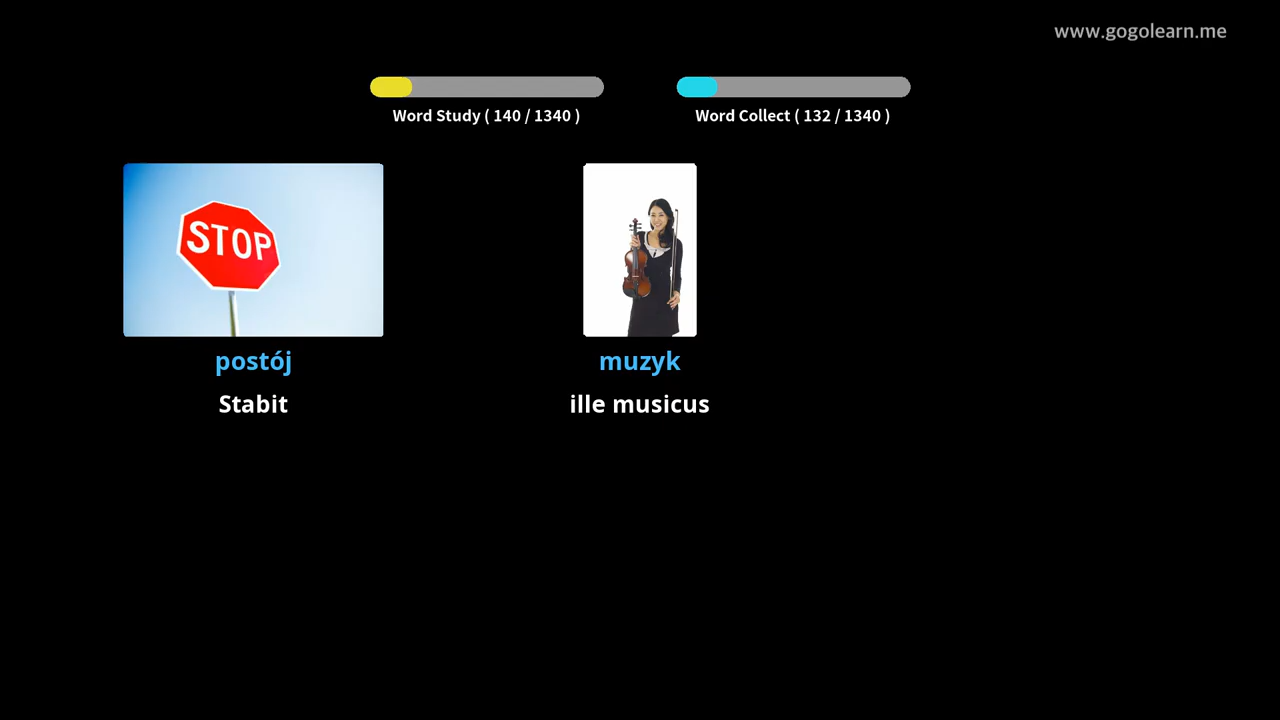 www.gogolearn.me
Word Study ( 140 / 1340 )
Word Collect ( 132 / 1340 )
STOP
postój
muzyk
Stabit
ille musicus